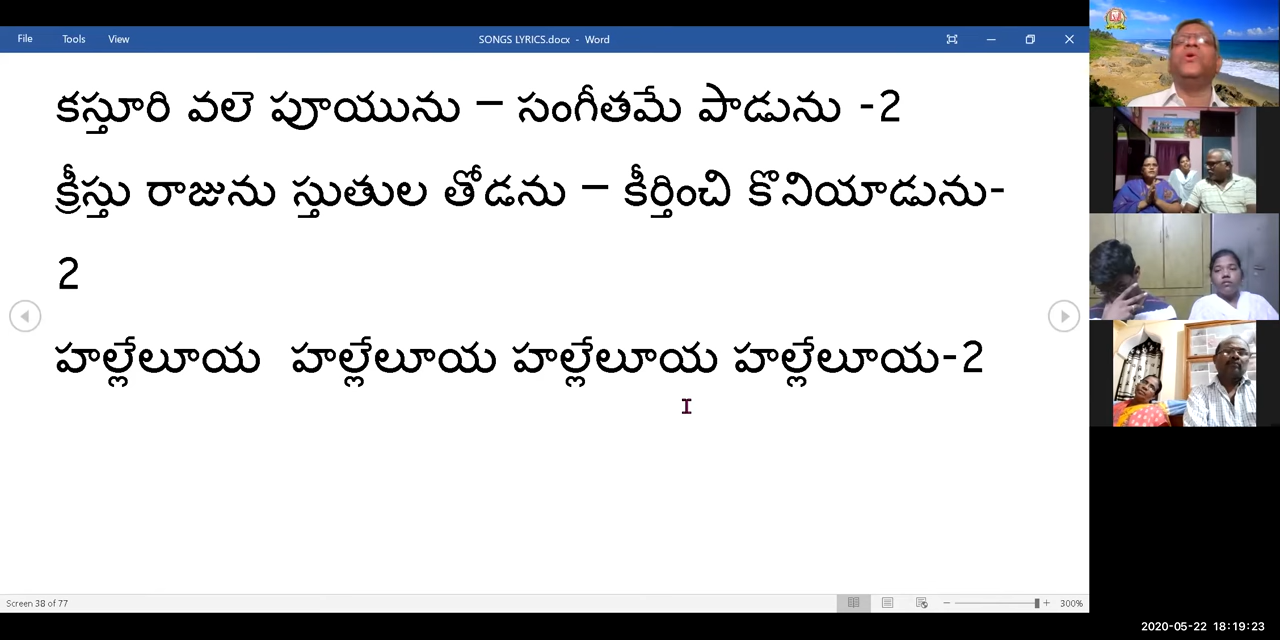 File Tools View SONGS LYRICS.docx - Word
కస్తూరి వలె పూయును – సంగీతమే పాడును -2
క్రీస్తు రాజును స్తుతుల తోడను – కీర్తించి కొనియాడును-
2
హల్లేలూయ హల్లేలూయ హల్లేలూయ హల్లేలూయ-2
Screen 38 of 77 300%
2020-05-22 18:19:23